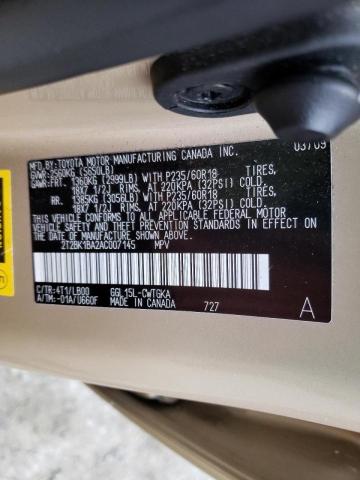 MFD.BY:TOYOTA MOTOR MANUFACTURING CANADA INC. 03/09
GVWR:2560KG (5650LB)
GAWR:FRT. 1360KG (2999LB)WITH P235/60R18 TIRES,
18X7 1/2J RIMS, AT 220KPA (32PSI) COLD.
RR. 1385KG (3056LB)WITH P235/60R18 TIRES,
18X7 1/2J RIMS, AT 220KPA (32PSI) COLD.
THIS VEHICLE CONFORMS TO ALL APPLICABLE FEDERAL MOTOR VEHICLE
SAFETY STANDARDS IN EFFECT ON THE DATE OF MANUFACTURE SHOWN ABOVE.
2T2BK1BA2AC007145 MPV
C/TR:4T1/LB00 GGL15L-CWTGKA
A/TM:-01A/U660F MADE IN CANADA 727 A